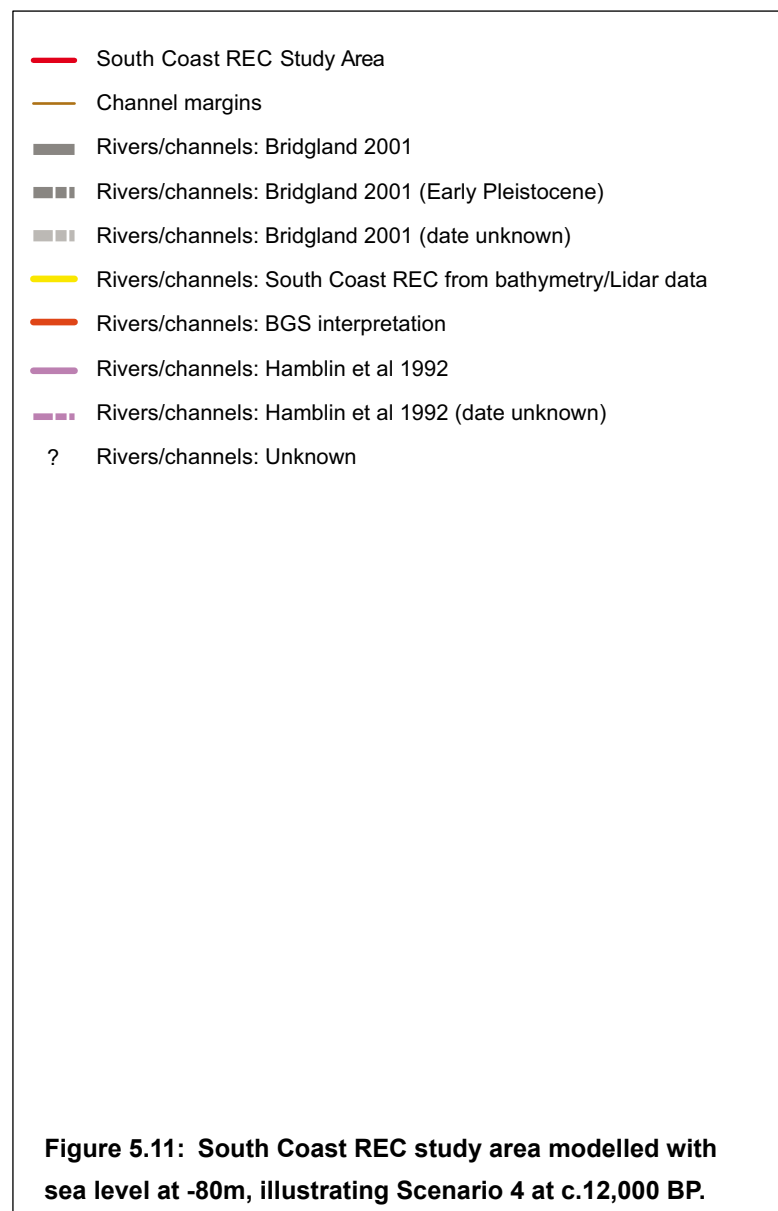 South Coast REC Study Area
Channel margins
Rivers/channels: Bridgland 2001
Rivers/channels: Bridgland 2001 (Early Pleistocene)
Rivers/channels: Bridgland 2001 (date unknown)
Rivers/channels: South Coast REC from bathymetry/Lidar data
Rivers/channels: BGS interpretation
Rivers/channels: Hamblin et al 1992
Rivers/channels: Hamblin et al 1992 (date unknown)
? Rivers/channels: Unknown
Figure 5.11: South Coast REC study area modelled with
sea level at -80m, illustrating Scenario 4 at c.12,000 BP.